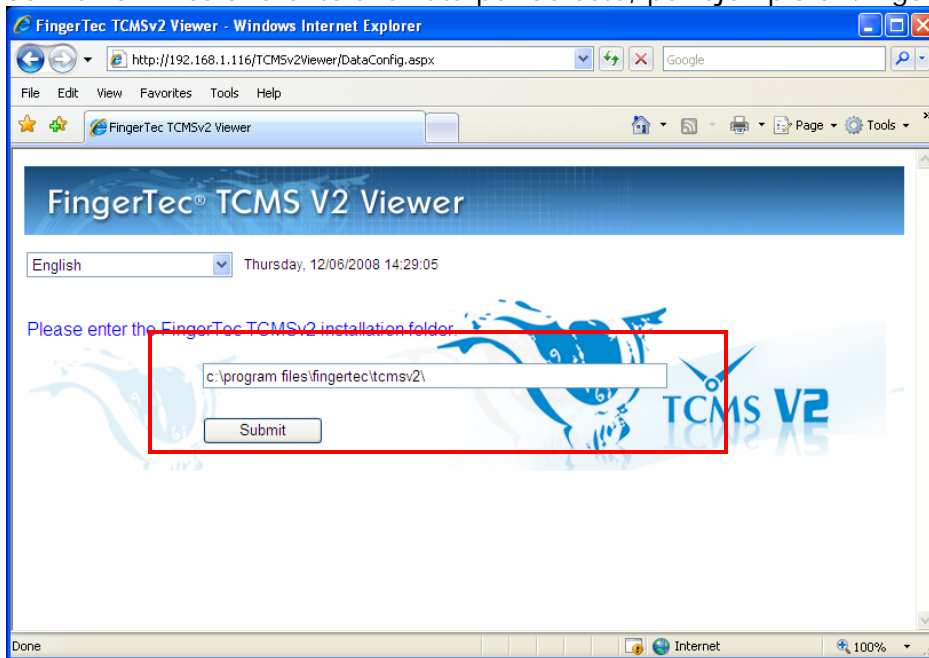 FingerTec TCMSv2 Viewer - Windows Internet Explorer
http://192.168.1.116/TCMSv2Viewer/DataConfig.aspx
Google
File Edit View Favorites Tools Help
FingerTec TCMSv2 Viewer
Page
Tools
FingerTec® TCMS V2 Viewer
English
Thursday, 12/06/2008 14:29:05
Please enter the FingerTec TCMSv2 installation folder.
c:\program files\fingertec\tcmsv2\
Submit
TCMS V2
Done
Internet
100%